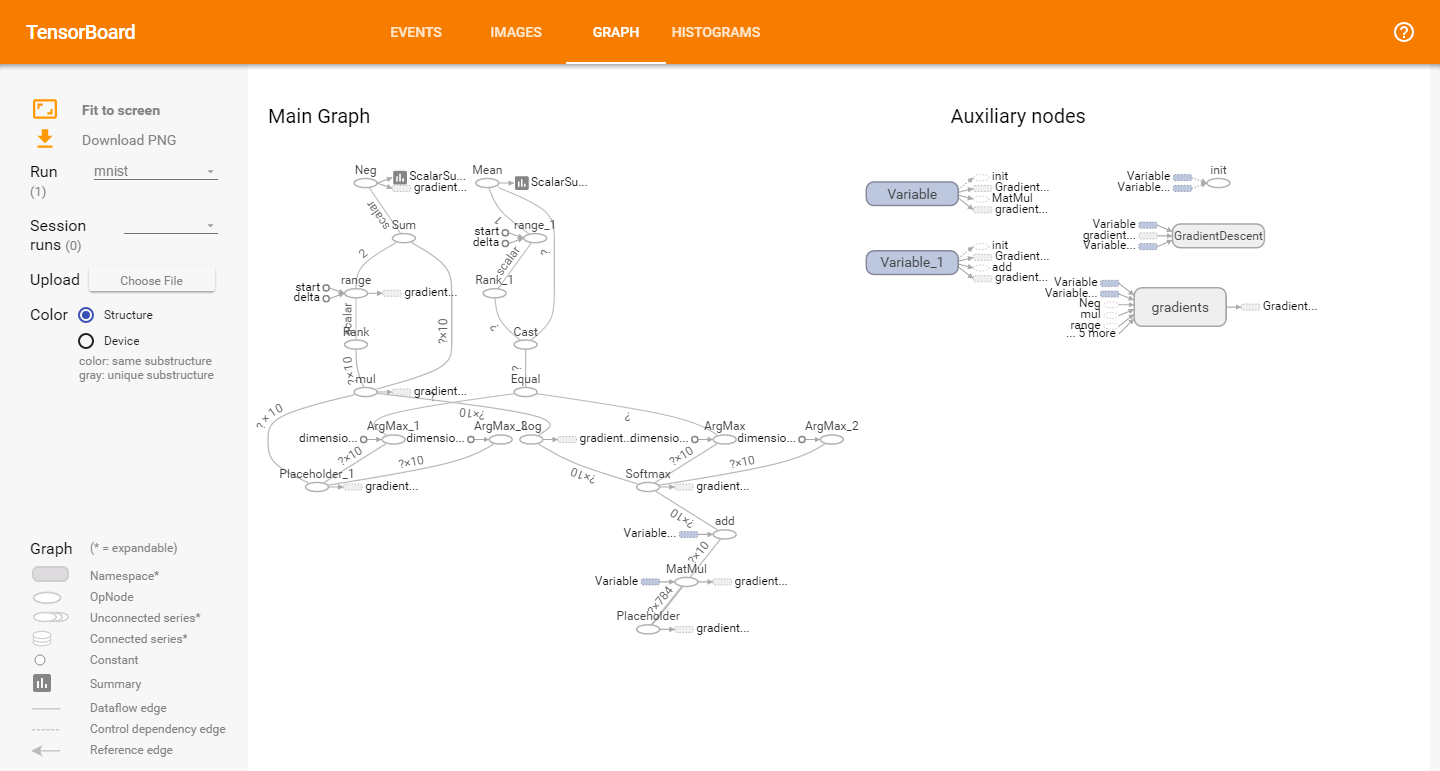 TensorBoard
EVENTS IMAGES GRAPH HISTOGRAMS
Fit to screen
Download PNG
Run mnist
(1)
Session
runs (0)
Upload Choose File
Color Structure
Device
color: same substructure
gray: unique substructure
Graph (* = expandable)
Namespace*
OpNode
Unconnected series*
Connected series*
Constant
Summary
Dataflow edge
Control dependency edge
Reference edge
Main Graph
Neg
ScalarSu...
gradient...
Mean
ScalarSu...
scalar
Sum
1
start
delta
range_1
2
scalar
?
start
delta
range
gradient...
Rank_1
scalar
Rank
?×10
?
Cast
?×10
mul
gradient...
?
Equal
?
?×10
?×10
?
dimensio...
ArgMax_1
dimensio...
Log
gradient...
dimensio...
ArgMax
dimensio...
ArgMax_2
?×10
?×10
?×10
?×10
?×10
Placeholder_1
gradient...
Softmax
gradient...
?×10
Variable...
add
?×10
Variable
MatMul
gradient...
?×784
Placeholder
gradient...
Auxiliary nodes
Variable
init
Gradient...
MatMul
gradient...
Variable_1
init
Gradient...
add
gradient...
Variable
Variable...
init
Variable
gradient...
Variable...
GradientDescent
Variable
Variable...
Neg
mul
range
... 5 more
gradients
Gradient...